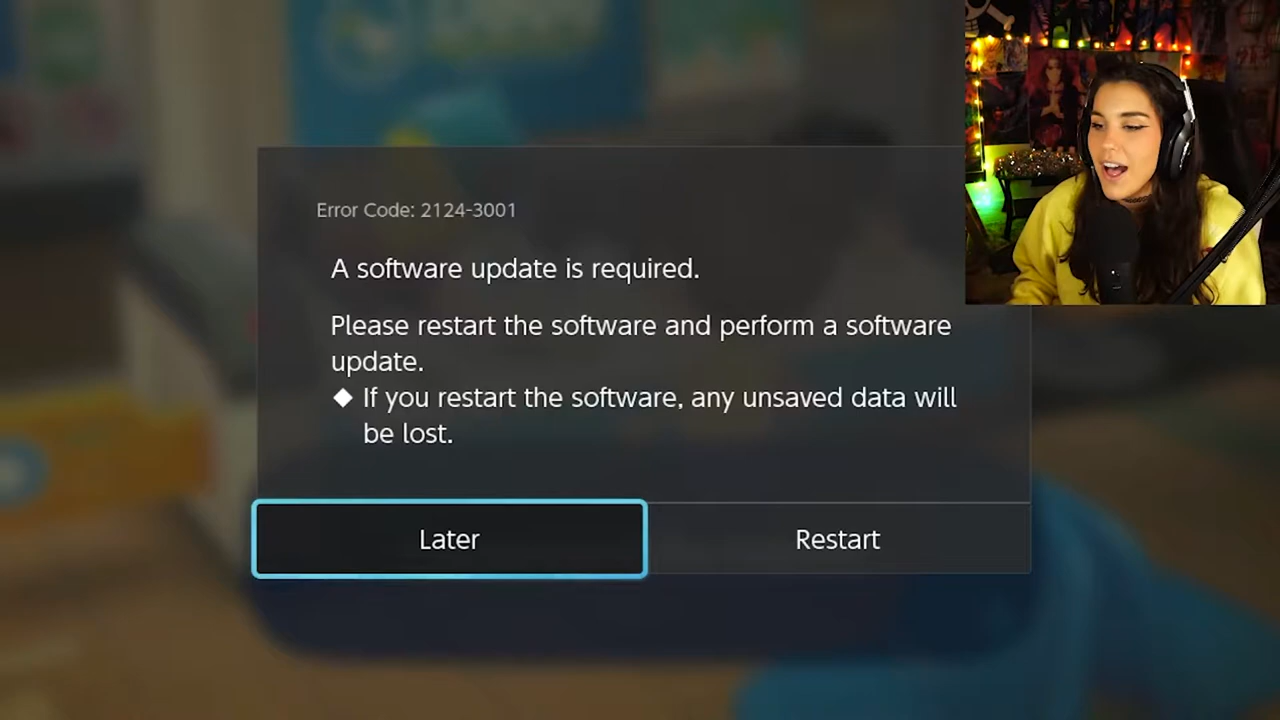 Error Code: 2124-3001
A software update is required.
Please restart the software and perform a software
update.
◆ If you restart the software, any unsaved data will
be lost.
Later
Restart